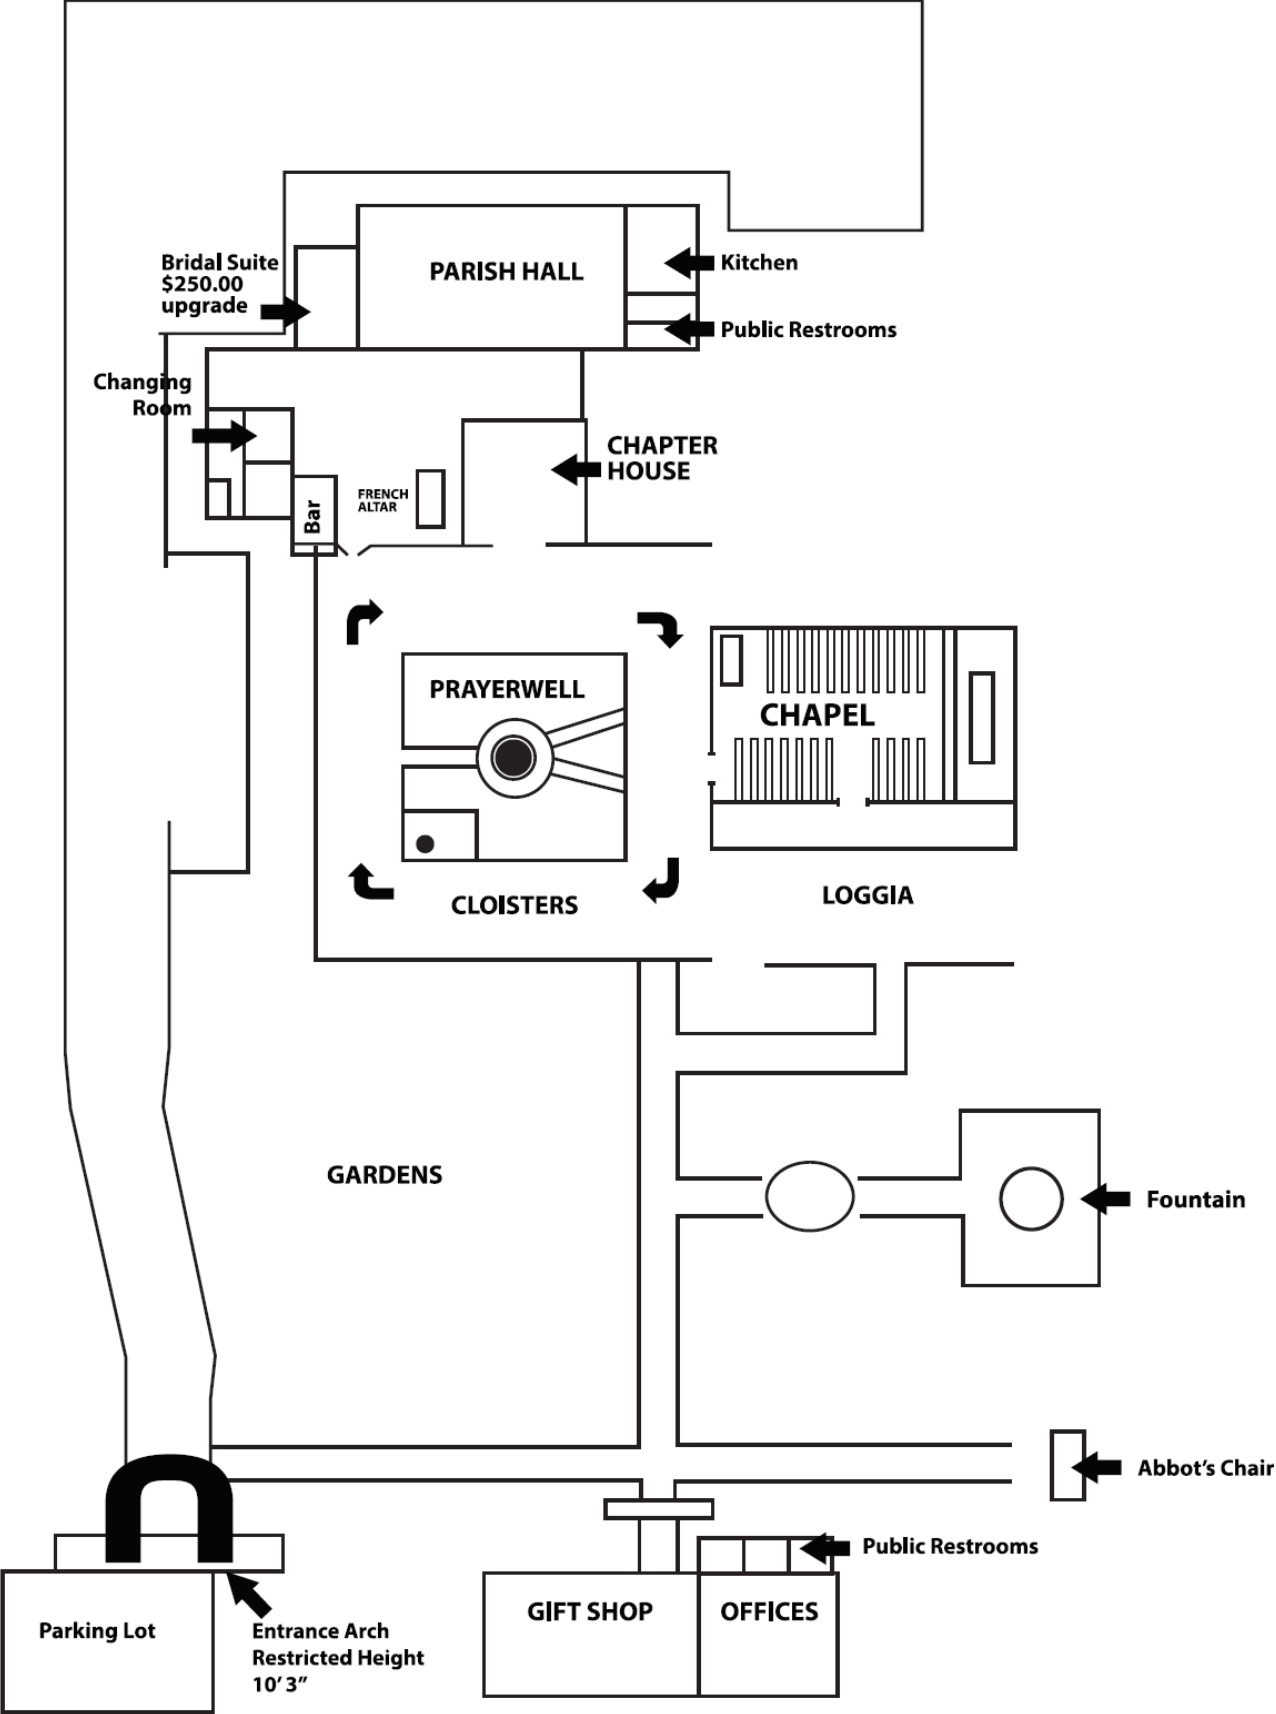 PARISH HALL
Kitchen
Bridal Suite
$250.00
upgrade
Public Restrooms
Changing
Room
CHAPTER
HOUSE
FRENCH
ALTAR
Bar
PRAYERWELL
CHAPEL
CLOISTERS
LOGGIA
GARDENS
Fountain
Abbot's Chair
Public Restrooms
GIFT SHOP
OFFICES
Parking Lot
Entrance Arch
Restricted Height
10' 3"